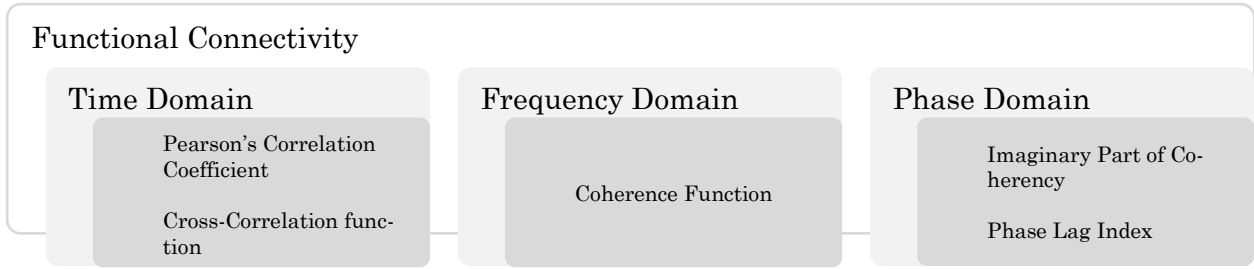 Functional Connectivity
Time Domain
Pearson’s Correlation
Coefficient
Cross-Correlation func-
tion
Frequency Domain
Coherence Function
Phase Domain
Imaginary Part of Co-
herency
Phase Lag Index